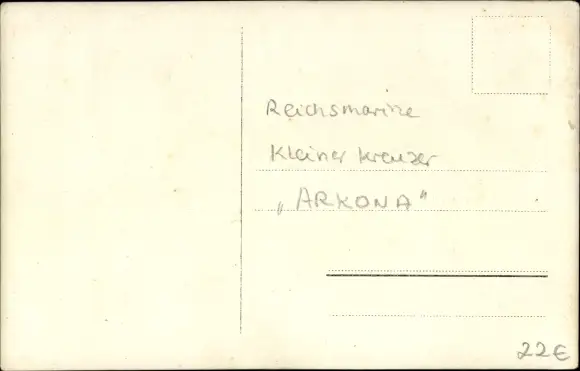 Reichsmarine
Kleiner Kreuzer
„ARKONA"
22€